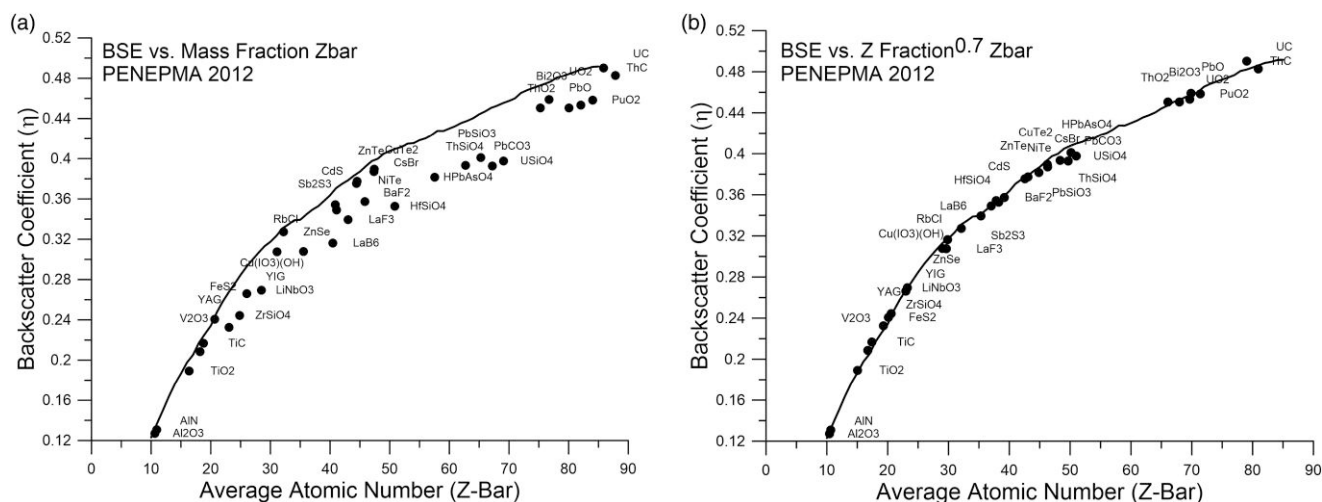 (a)
BSE vs. Mass Fraction Zbar
PENEPMA 2012
Backscatter Coefficient (η)
0.52
0.48
0.44
0.4
0.36
0.32
0.28
0.24
0.2
0.16
0.12
UC
ThC
UO2
Bi2O3
ThO2
PbO
PuO2
PbSiO3
ThSiO4
PbCO3
USiO4
ZnTe
CuTe2
CsBr
CdS
NiTe
HPbAsO4
Sb2S3
BaF2
HfSiO4
RbCl
LaF3
ZnSe
LaB6
Cu(IO3)(OH)
YIG
FeS2
LiNbO3
YAG
V2O3
ZrSiO4
TiC
TiO2
AlN
Al2O3
0 10 20 30 40 50 60 70 80 90
Average Atomic Number (Z-Bar)
(b)
BSE vs. Z Fraction0.7 Zbar
PENEPMA 2012
Backscatter Coefficient (η)
0.52
0.48
0.44
0.4
0.36
0.32
0.28
0.24
0.2
0.16
0.12
UC
ThC
PbO
Bi2O3
ThO2
UO2
PuO2
HPbAsO4
CuTe2
CsBr
PbCO3
ZnTe
NiTe
USiO4
CdS
ThSiO4
HfSiO4
PbSiO3
BaF2
LaB6
RbCl
Sb2S3
Cu(IO3)(OH)
LaF3
ZnSe
YIG
LiNbO3
YAG
ZrSiO4
V2O3
FeS2
TiC
TiO2
AlN
Al2O3
0 10 20 30 40 50 60 70 80 90
Average Atomic Number (Z-Bar)